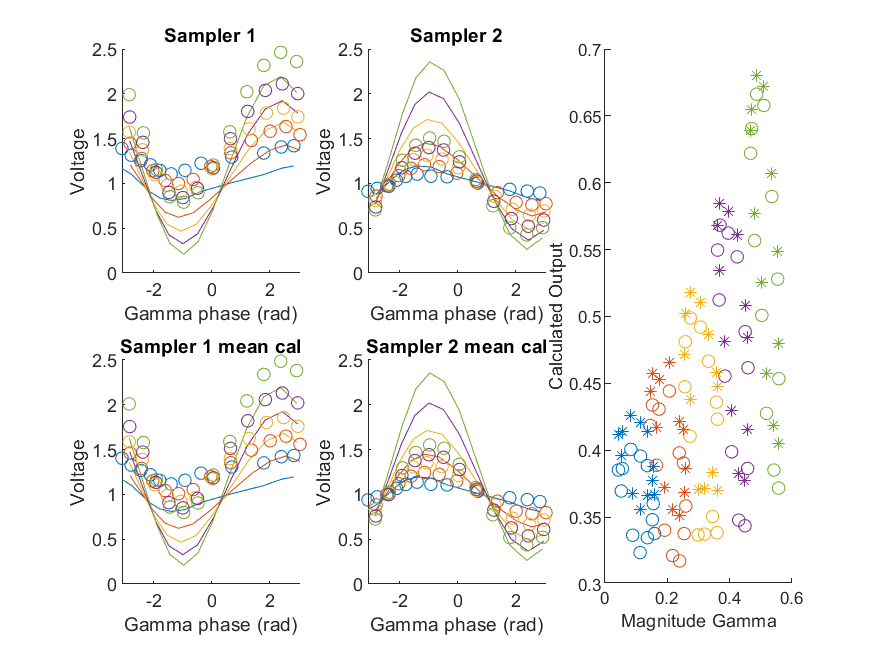 Sampler 1
2.5
2
1.5
1
0.5
0
Voltage
-2 0 2
Gamma phase (rad)
Sampler 2
2.5
2
1.5
1
0.5
0
Voltage
-2 0 2
Gamma phase (rad)
Sampler 1 mean cal
2.5
2
1.5
1
0.5
0
Voltage
-2 0 2
Gamma phase (rad)
Sampler 2 mean cal
2.5
2
1.5
1
0.5
0
Voltage
-2 0 2
Gamma phase (rad)
0.7
0.65
0.6
0.55
0.5
0.45
0.4
0.35
0.3
Calculated Output
0 0.2 0.4 0.6
Magnitude Gamma